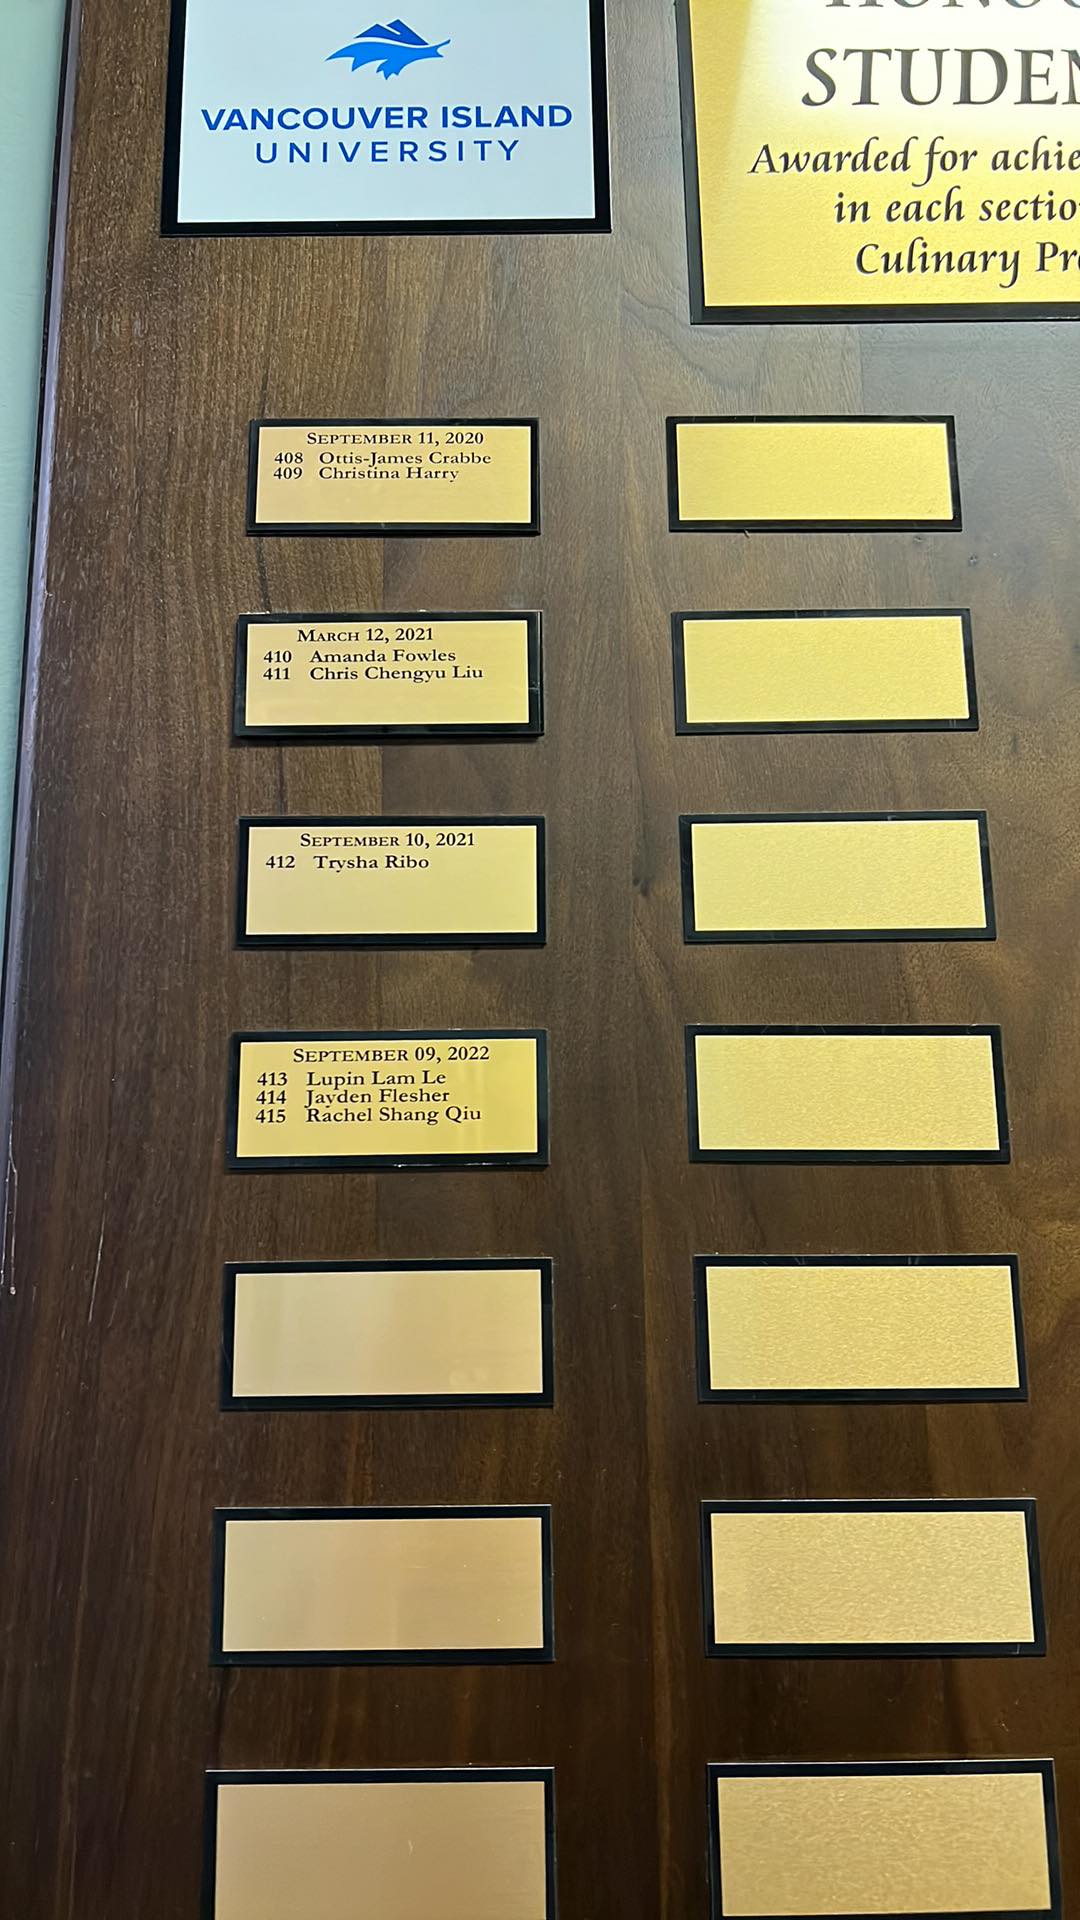 VANCOUVER ISLAND
UNIVERSITY
STUDEN
Awarded for achie
in each sectio
Culinary Pr
SEPTEMBER 11, 2020
408 Ottis-James Crabbe
409 Christina Harry
MARCH 12, 2021
410 Amanda Fowles
411 Chris Chengyu Liu
SEPTEMBER 10, 2021
412 Trysha Ribo
SEPTEMBER 09, 2022
413 Lupin Lam Le
414 Jayden Flesher
415 Rachel Shang Qiu